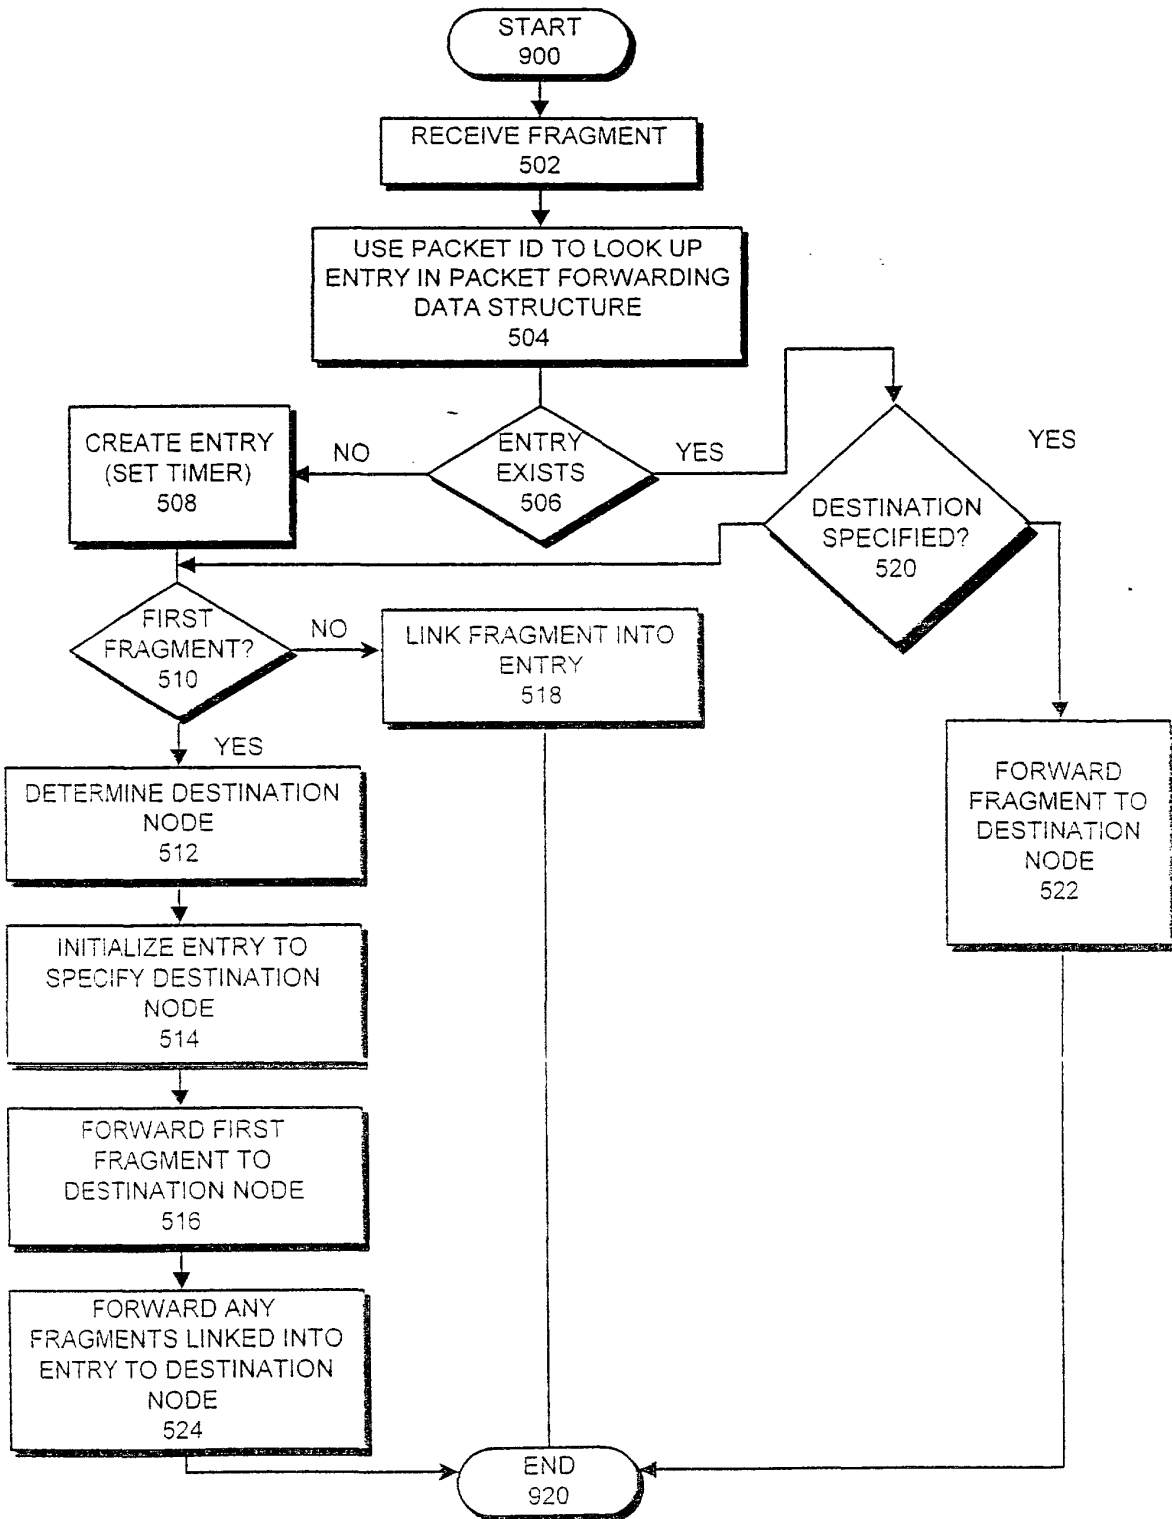 START
900
RECEIVE FRAGMENT
502
USE PACKET ID TO LOOK UP
ENTRY IN PACKET FORWARDING
DATA STRUCTURE
504
ENTRY
EXISTS
506
NO
YES
CREATE ENTRY
(SET TIMER)
508
YES
DESTINATION
SPECIFIED?
520
FIRST
FRAGMENT?
510
NO
LINK FRAGMENT INTO
ENTRY
518
YES
DETERMINE DESTINATION
NODE
512
FORWARD
FRAGMENT TO
DESTINATION
NODE
522
INITIALIZE ENTRY TO
SPECIFY DESTINATION
NODE
514
FORWARD FIRST
FRAGMENT TO
DESTINATION NODE
516
FORWARD ANY
FRAGMENTS LINKED INTO
ENTRY TO DESTINATION
NODE
524
END
920